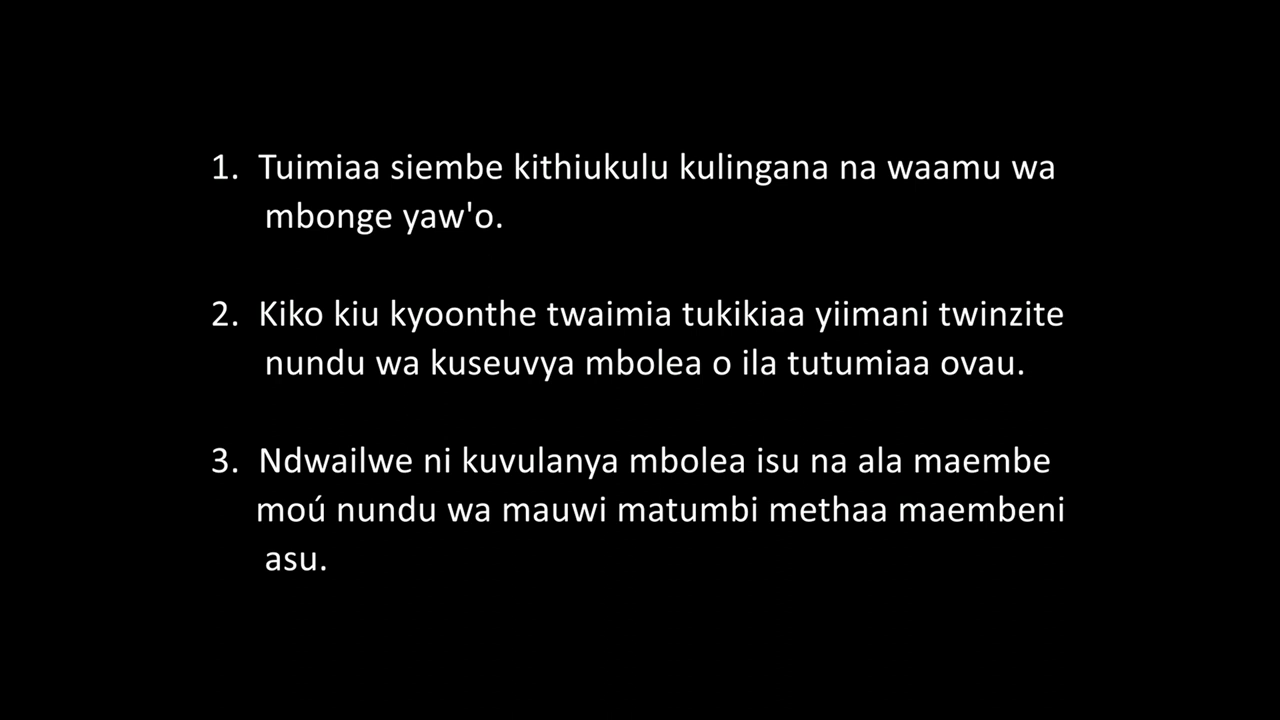 1. Tuimiaa siembe kithiukulu kulingana na waamu wa
mbonge yaw'o.
2. Kiko kiu kyoonthe twaimia tukikiaa yiimani twinzite
nundu wa kuseuvya mbolea o ila tutumiaa ovau.
3. Ndwailwe ni kuvulanya mbolea isu na ala maembe
moú nundu wa mauwi matumbi methaa maembeni
asu.